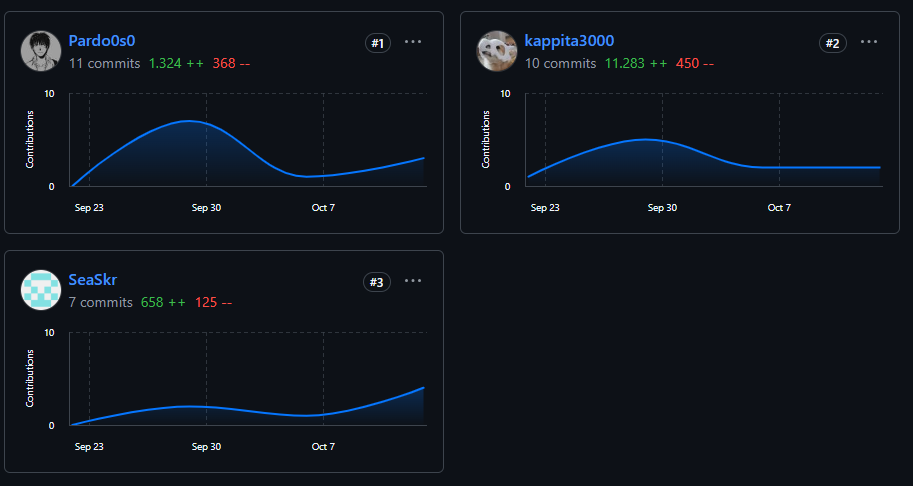 Pardo0s0 #1 ···
11 commits 1.324 ++ 368 --
10
Contributions
0
Sep 23 Sep 30 Oct 7
kappita3000 #2 ···
10 commits 11.283 ++ 450 --
10
Contributions
0
Sep 23 Sep 30 Oct 7
SeaSkr #3 ···
7 commits 658 ++ 125 --
10
Contributions
0
Sep 23 Sep 30 Oct 7